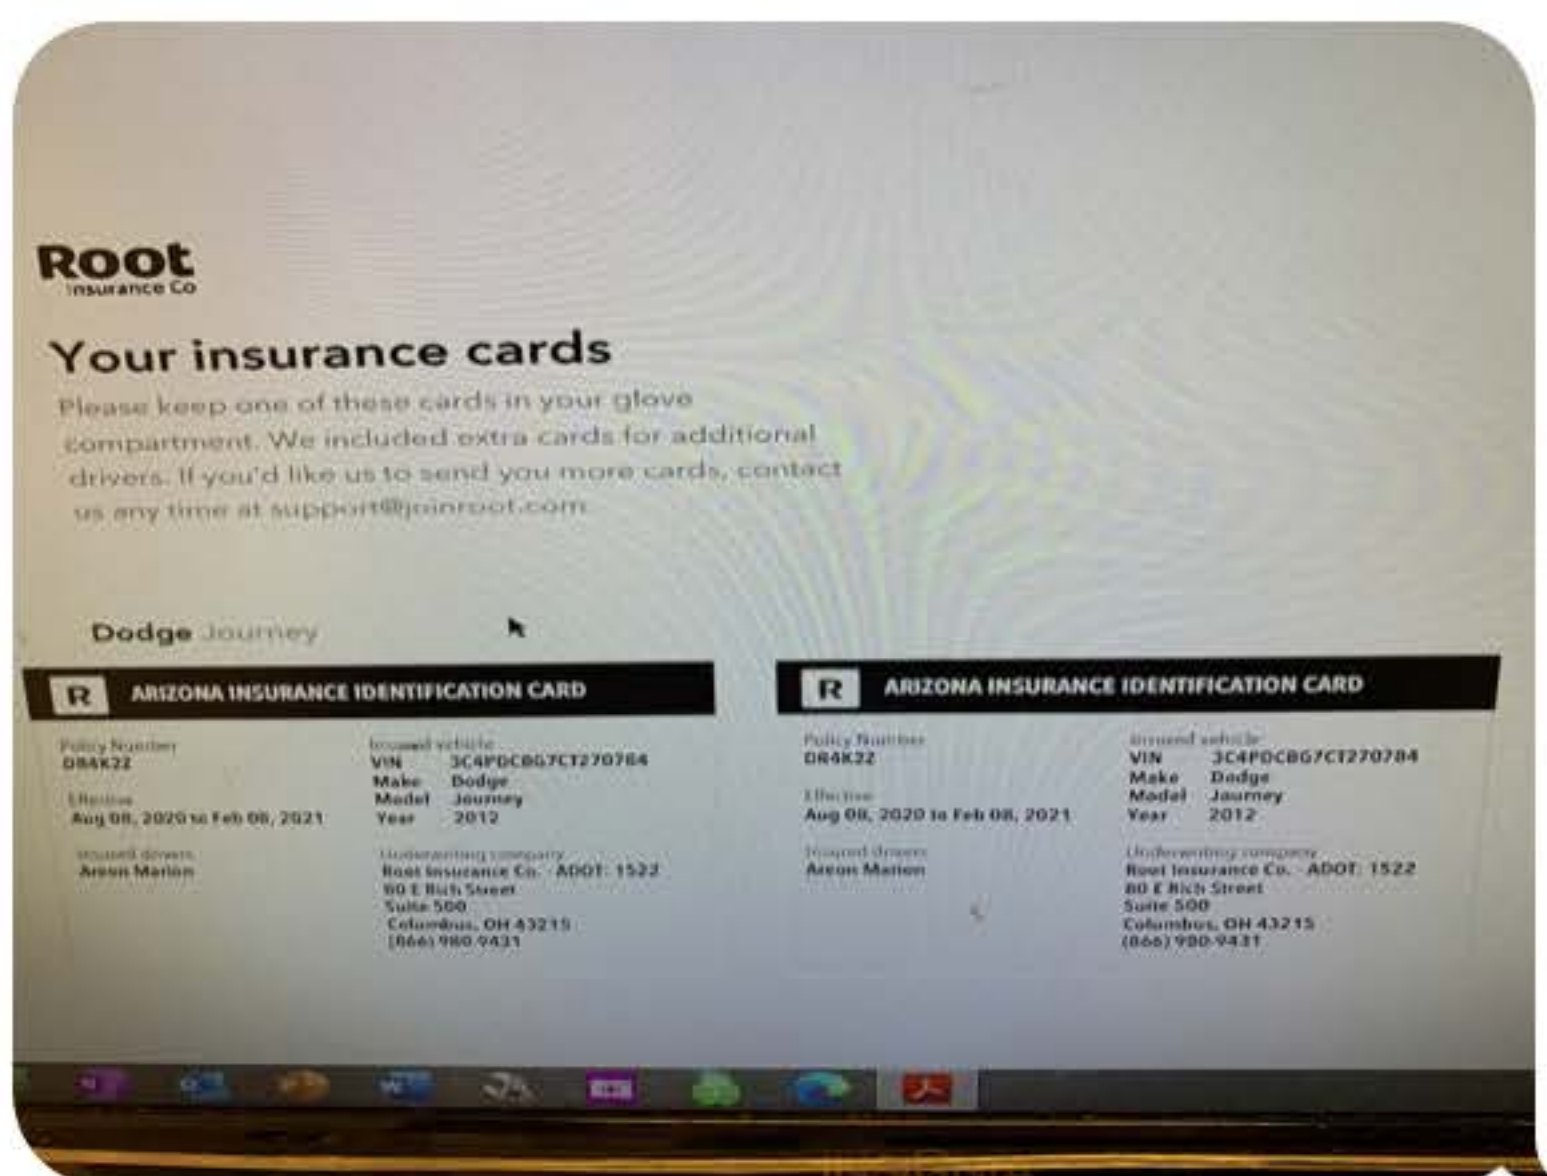 Root
Insurance Co
Your insurance cards
Please keep one of these cards in your glove
compartment. We included extra cards for additional
drivers. If you'd like us to send you more cards, contact
us any time at support@joinroot.com
Dodge Journey
R ARIZONA INSURANCE IDENTIFICATION CARD
Policy Number
DR4K22
Effective
Aug 08, 2020 to Feb 08, 2021
Insured drivers
Areon Marion
Insured vehicle
VIN 3C4PDCBG7CT270784
Make Dodge
Model Journey
Year 2012
Underwriting company
Root Insurance Co. - ADOT: 1522
80 E Rich Street
Suite 500
Columbus, OH 43215
(866) 980-9431
R ARIZONA INSURANCE IDENTIFICATION CARD
Policy Number
DR4K22
Effective
Aug 08, 2020 to Feb 08, 2021
Insured drivers
Areon Marion
Insured vehicle
VIN 3C4PDCBG7CT270784
Make Dodge
Model Journey
Year 2012
Underwriting company
Root Insurance Co. - ADOT: 1522
80 E Rich Street
Suite 500
Columbus, OH 43215
(866) 980-9431